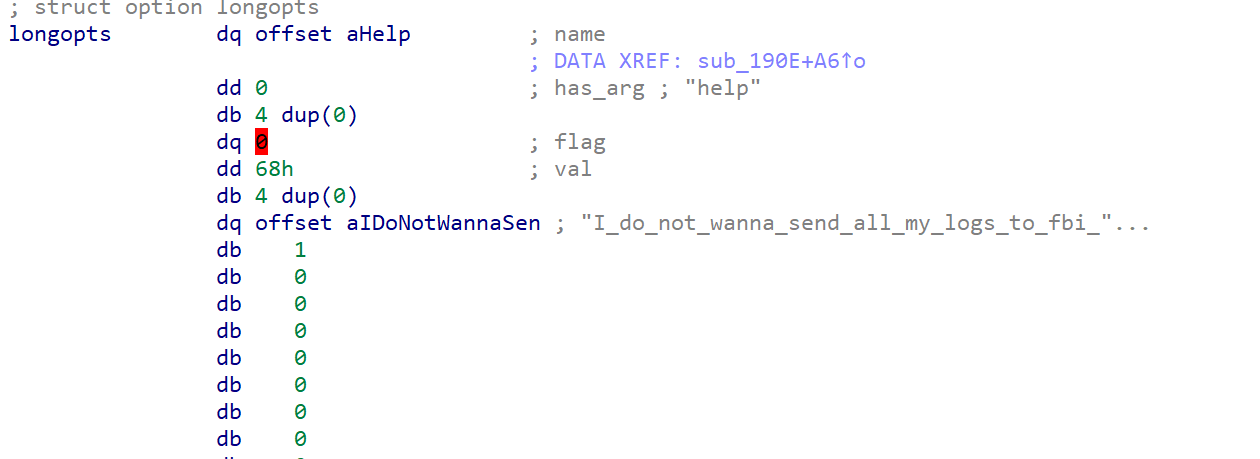 ; struct option longopts
longopts dq offset aHelp ; name
; DATA XREF: sub_190E+A6↑o
dd 0 ; has_arg ; "help"
db 4 dup(0)
dq 0 ; flag
dd 68h ; val
db 4 dup(0)
dq offset aIDoNotWannaSen ; "I_do_not_wanna_send_all_my_logs_to_fbi_"...
db 1
db 0
db 0
db 0
db 0
db 0
db 0
db 0